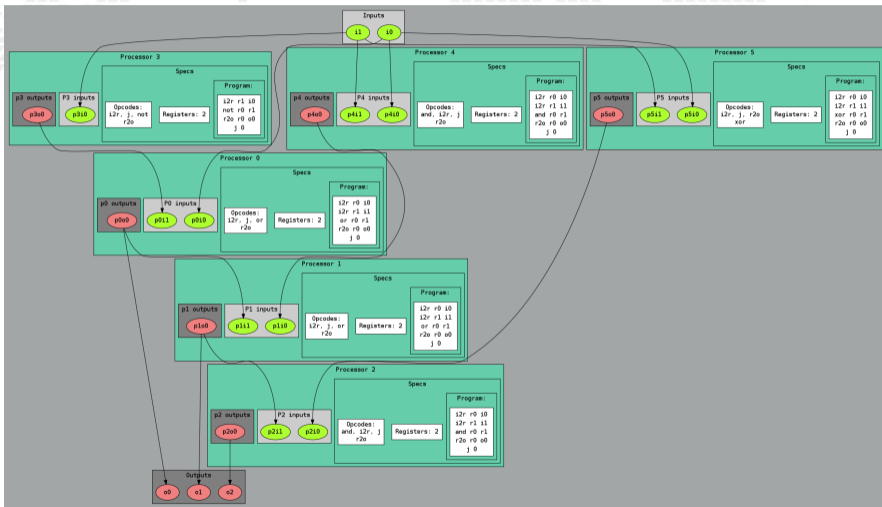 Inputs
i1 i0
Processor 3
Specs
p3 outputs
P3 inputs
p3o0
p3i0
Opcodes:
i2r, j, not
r2o
Registers: 2
Program:
i2r r1 i0
not r0 r1
r2o r0 o0
j 0
Processor 4
Specs
p4 outputs
P4 inputs
p4o0
p4i1
p4i0
Opcodes:
and, i2r, j
r2o
Registers: 2
Program:
i2r r0 i0
i2r r1 i1
and r0 r1
r2o r0 o0
j 0
Processor 5
Specs
p5 outputs
P5 inputs
p5o0
p5i1
p5i0
Opcodes:
i2r, j, r2o
xor
Registers: 2
Program:
i2r r0 i0
i2r r1 i1
xor r0 r1
r2o r0 o0
j 0
Processor 0
Specs
p0 outputs
P0 inputs
p0o0
p0i1
p0i0
Opcodes:
i2r, j, or
r2o
Registers: 2
Program:
i2r r0 i0
i2r r1 i1
or r0 r1
r2o r0 o0
j 0
Processor 1
Specs
p1 outputs
P1 inputs
p1o0
p1i1
p1i0
Opcodes:
i2r, j, or
r2o
Registers: 2
Program:
i2r r0 i0
i2r r1 i1
or r0 r1
r2o r0 o0
j 0
Processor 2
Specs
p2 outputs
P2 inputs
p2o0
p2i1
p2i0
Opcodes:
and, i2r, j
r2o
Registers: 2
Program:
i2r r0 i0
i2r r1 i1
and r0 r1
r2o r0 o0
j 0
Outputs
o0 o1 o2